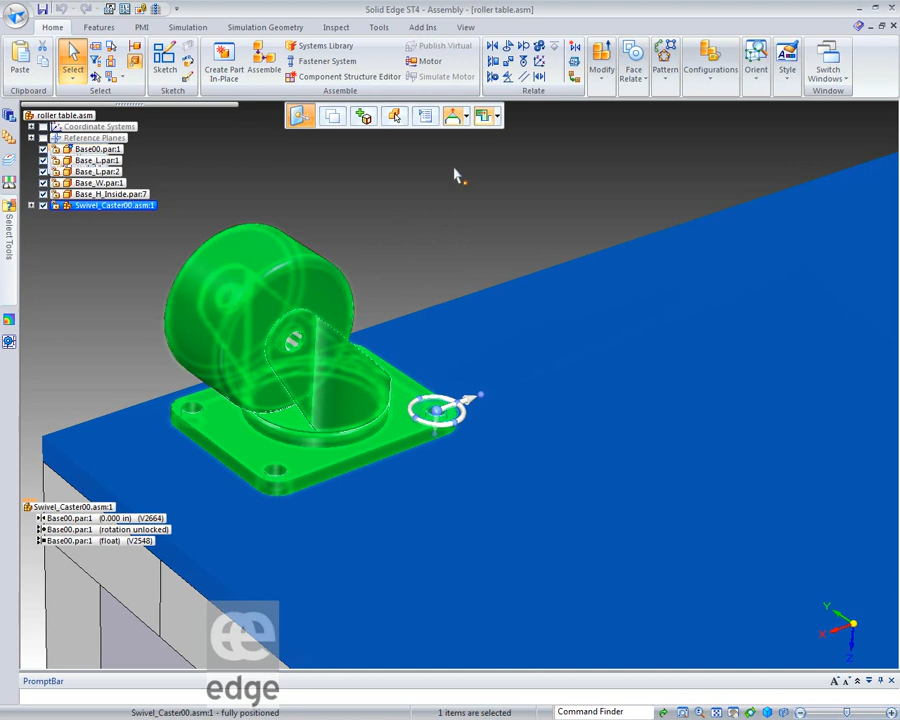 Solid Edge ST4 - Assembly - [roller table.asm]
Home Features PMI Simulation Simulation Geometry Inspect Tools Add Ins View
Paste
Clipboard
Select
Select
Sketch
Sketch
Create Part In-Place
Assemble
Systems Library
Fastener System
Component Structure Editor
Publish Virtual
Motor
Simulate Motor
Assemble
Relate
Modify
Face Relate
Pattern
Configurations
Orient
Style
Switch Windows
Window
roller table.asm
Coordinate Systems
Reference Planes
Base00.par:1
Base_L.par:1
Base_L.par:2
Base_W.par:1
Base_H_Inside.par:7
Swivel_Caster00.asm:1
Select Tools
Swivel_Caster00.asm:1
Base00.par:1 (0.000 in) (V2664)
Base00.par:1 (rotation unlocked)
Base00.par:1 (float) (V2548)
Y
X
Z
edge
PromptBar
Swivel_Caster00.asm:1 - fully positioned
1 items are selected
Command Finder